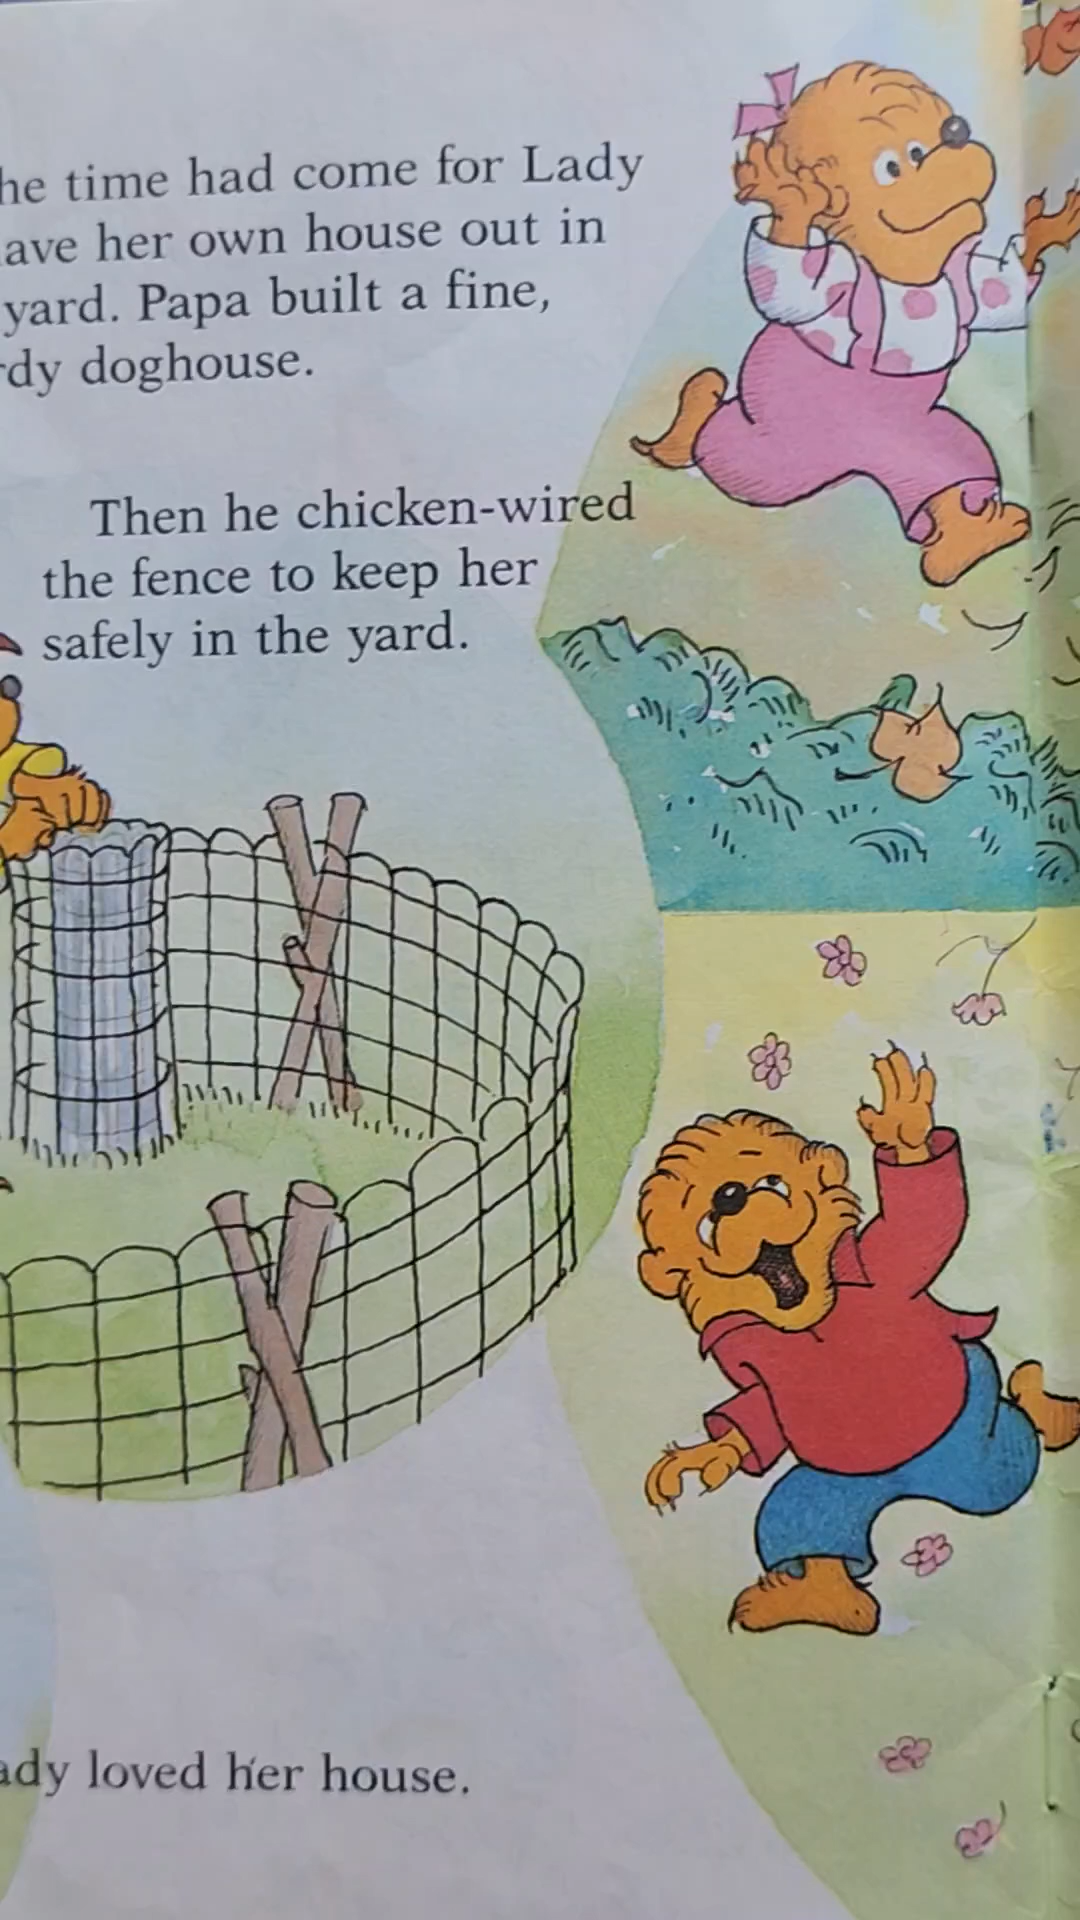 he time had come for Lady
ave her own house out in
yard. Papa built a fine,
rdy doghouse.
Then he chicken-wired
the fence to keep her
safely in the yard.
ady loved her house.